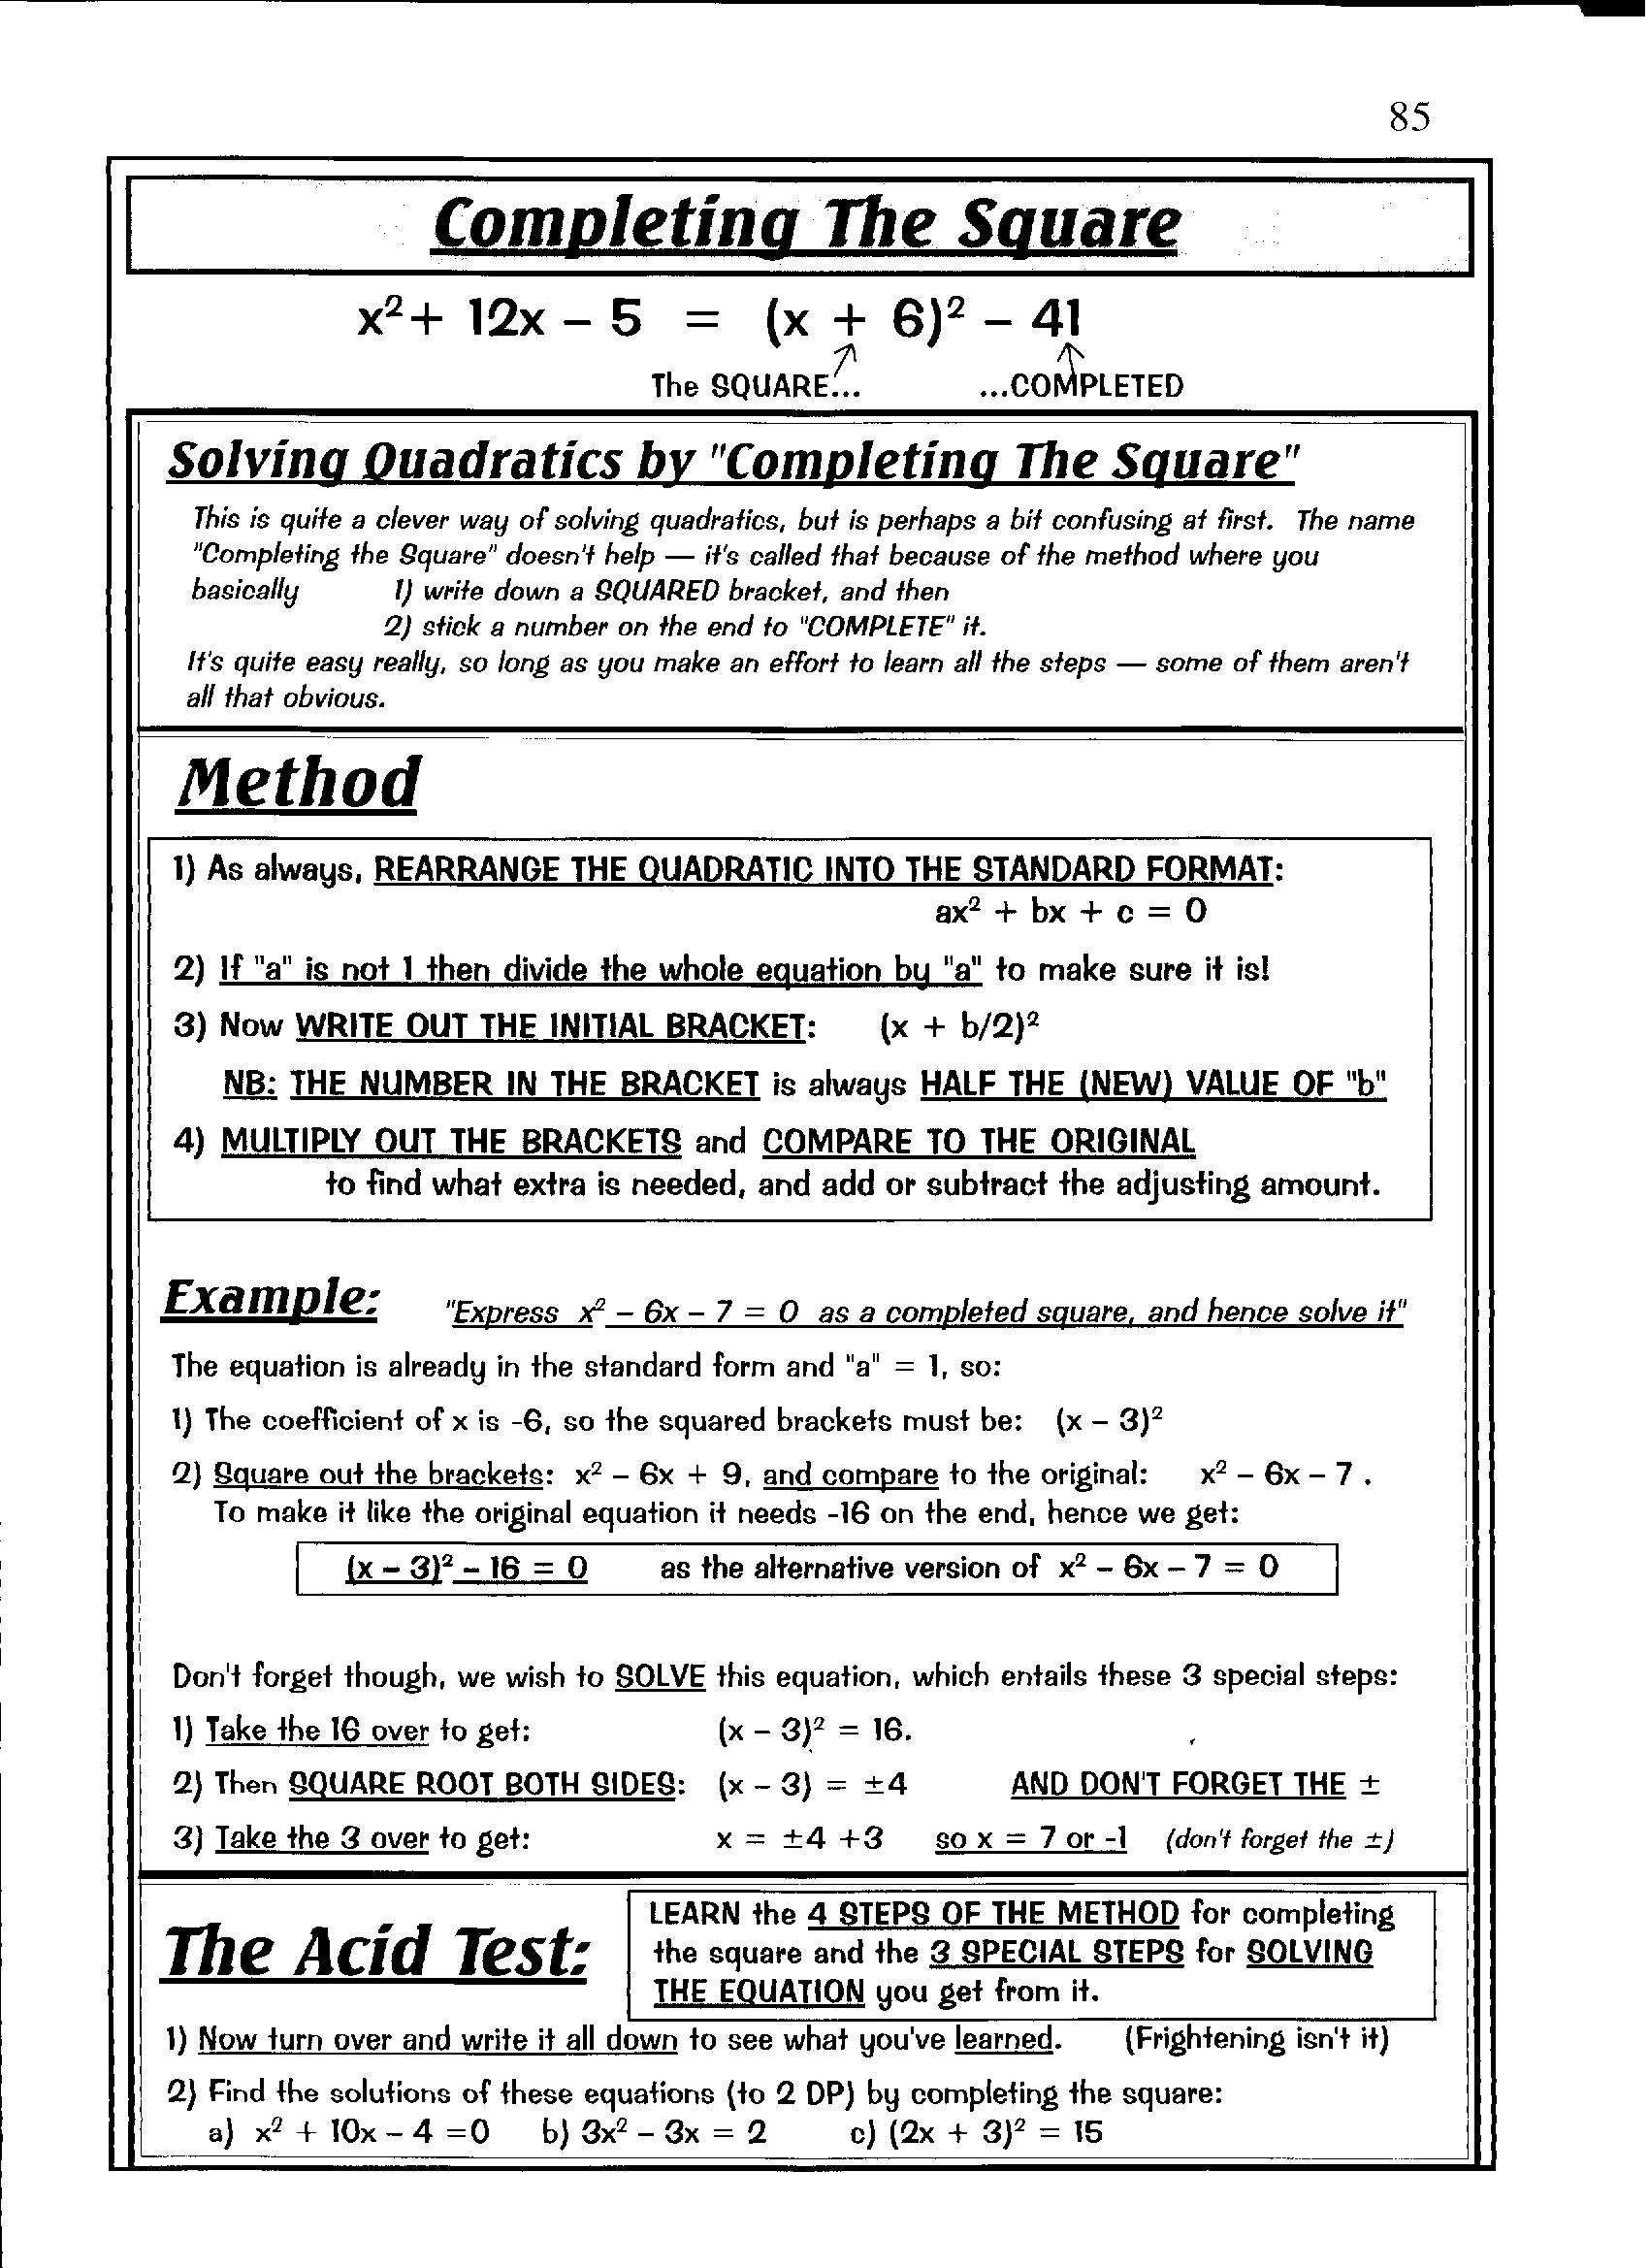 85
Completing The Square
x² + 12x – 5 = (x + 6)² – 41
The SQUARE... ...COMPLETED
Solving Quadratics by "Completing The Square"
This is quite a clever way of solving quadratics, but is perhaps a bit confusing at first. The name
"Completing the Square" doesn't help — it's called that because of the method where you
basically 1) write down a SQUARED bracket, and then
2) stick a number on the end to "COMPLETE" it.
It's quite easy really, so long as you make an effort to learn all the steps — some of them aren't
all that obvious.
Method
1) As always, REARRANGE THE QUADRATIC INTO THE STANDARD FORMAT:
ax² + bx + c = 0
2) If "a" is not 1 then divide the whole equation by "a" to make sure it is!
3) Now WRITE OUT THE INITIAL BRACKET: (x + b/2)²
NB: THE NUMBER IN THE BRACKET is always HALF THE (NEW) VALUE OF "b"
4) MULTIPLY OUT THE BRACKETS and COMPARE TO THE ORIGINAL
to find what extra is needed, and add or subtract the adjusting amount.
Example: "Express x² – 6x – 7 = 0 as a completed square, and hence solve it"
The equation is already in the standard form and "a" = 1, so:
1) The coefficient of x is -6, so the squared brackets must be: (x – 3)²
2) Square out the brackets: x² – 6x + 9, and compare to the original: x² – 6x – 7 .
To make it like the original equation it needs -16 on the end, hence we get:
(x – 3)² – 16 = 0 as the alternative version of x² – 6x – 7 = 0
Don't forget though, we wish to SOLVE this equation, which entails these 3 special steps:
1) Take the 16 over to get: (x – 3)² = 16.
2) Then SQUARE ROOT BOTH SIDES: (x – 3) = ±4 AND DON'T FORGET THE ±
3) Take the 3 over to get: x = ±4 +3 so x = 7 or -1 (don't forget the ±)
The Acid Test:
LEARN the 4 STEPS OF THE METHOD for completing
the square and the 3 SPECIAL STEPS for SOLVING
THE EQUATION you get from it.
1) Now turn over and write it all down to see what you've learned. (Frightening isn't it)
2) Find the solutions of these equations (to 2 DP) by completing the square:
a) x² + 10x – 4 =0 b) 3x² – 3x = 2 c) (2x + 3)² = 15